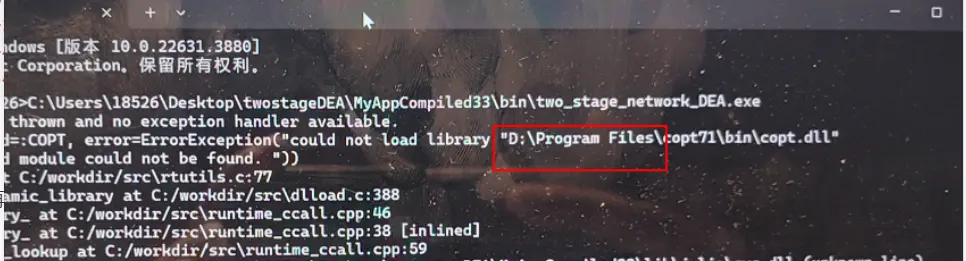 ndows [版本 10.0.22631.3880]
t Corporation。保留所有权利。
26>C:\Users\18526\Desktop\twostageDEA\MyAppCompiled33\bin\two_stage_network_DEA.exe
thrown and no exception handler available.
d=:COPT, error=ErrorException("could not load library "D:\Program Files\copt71\bin\copt.dll"
d module could not be found. "))
t C:/workdir/src\rtutils.c:77
amic_library at C:/workdir/src\dlload.c:388
ry_ at C:/workdir/src\runtime_ccall.cpp:46
ry_ at C:/workdir/src\runtime_ccall.cpp:38 [inlined]
_lookup at C:/workdir/src\runtime_ccall.cpp:59